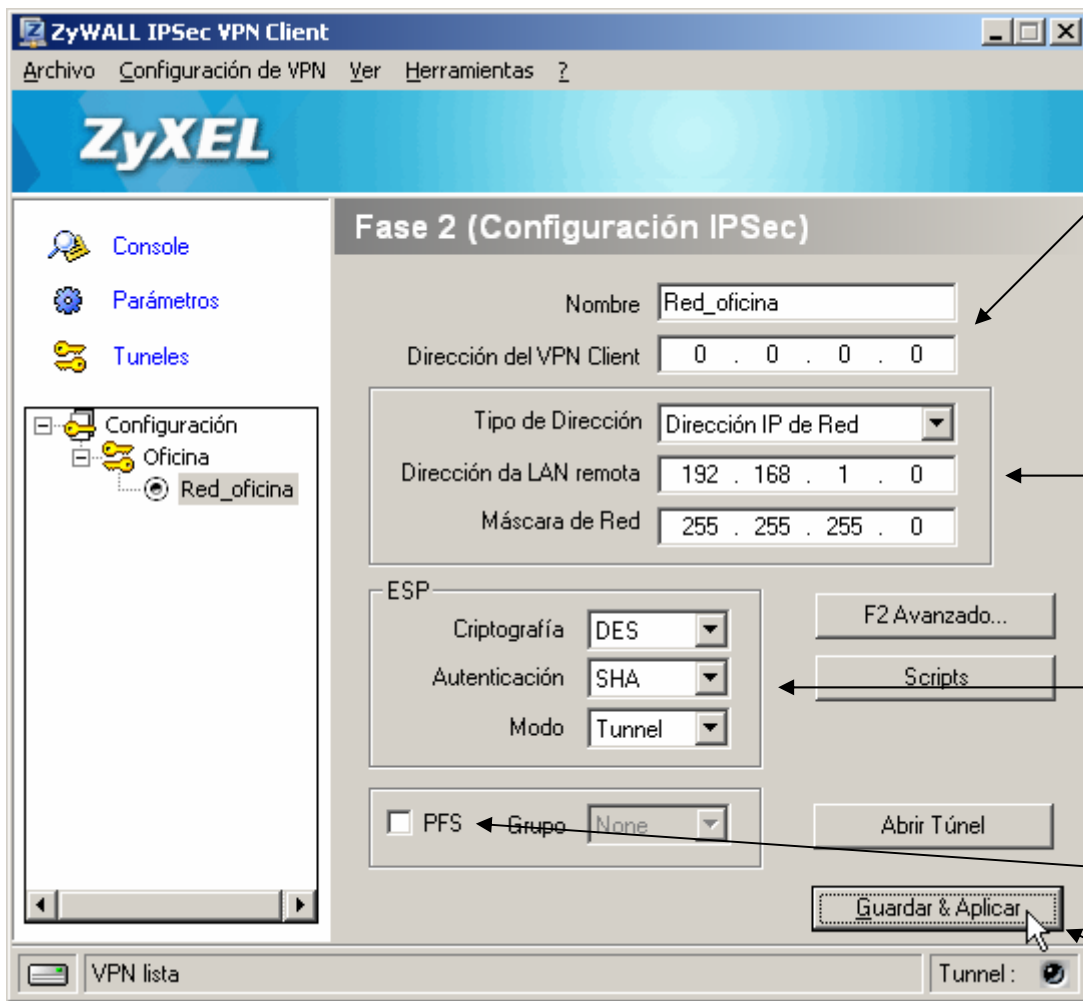 ZyWALL IPSec VPN Client
Archivo Configuración de VPN Ver Herramientas ?
ZyXEL
Console
Parámetros
Tuneles
Configuración
Oficina
Red_oficina
Fase 2 (Configuración IPSec)
Nombre Red_oficina
Dirección del VPN Client 0 . 0 . 0 . 0
Tipo de Dirección Dirección IP de Red
Dirección da LAN remota 192 . 168 . 1 . 0
Máscara de Red 255 . 255 . 255 . 0
ESP
Criptografía DES
Autenticación SHA
Modo Tunnel
F2 Avanzado...
Scripts
PFS Grupo None
Abrir Túnel
Guardar & Aplicar
VPN lista Tunnel :